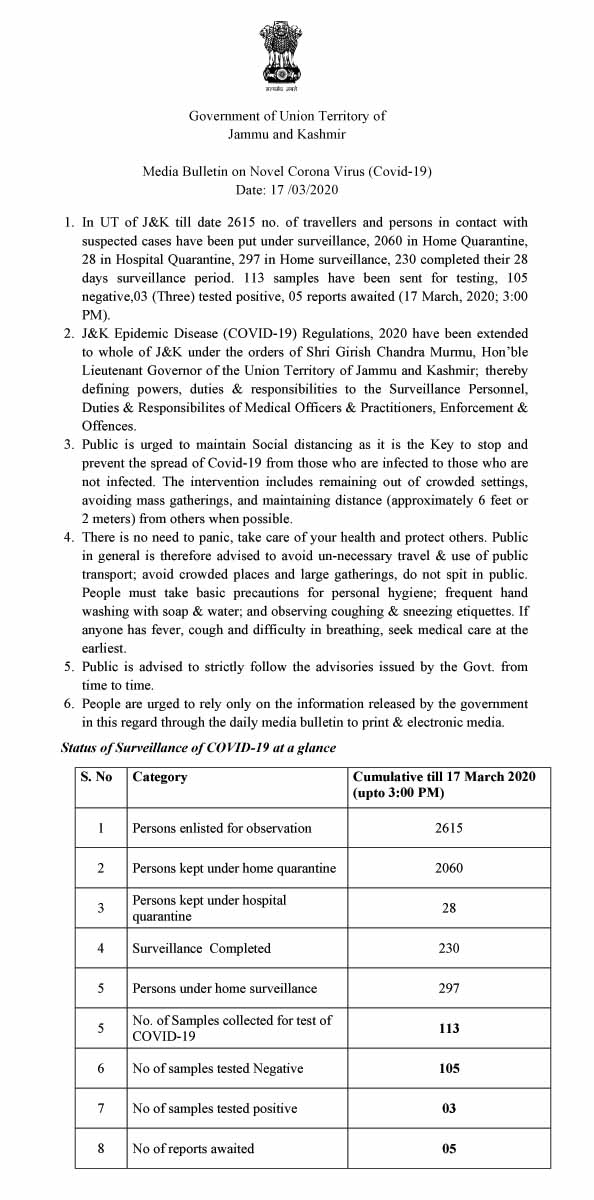 सत्यमेव जयते
Government of Union Territory of
Jammu and Kashmir
Media Bulletin on Novel Corona Virus (Covid-19)
Date: 17 /03/2020
1. In UT of J&K till date 2615 no. of travellers and persons in contact with
suspected cases have been put under surveillance, 2060 in Home Quarantine,
28 in Hospital Quarantine, 297 in Home surveillance, 230 completed their 28
days surveillance period. 113 samples have been sent for testing, 105
negative,03 (Three) tested positive, 05 reports awaited (17 March, 2020; 3:00
PM).
2. J&K Epidemic Disease (COVID-19) Regulations, 2020 have been extended
to whole of J&K under the orders of Shri Girish Chandra Murmu, Hon’ble
Lieutenant Governor of the Union Territory of Jammu and Kashmir; thereby
defining powers, duties & responsibilities to the Surveillance Personnel,
Duties & Responsibilites of Medical Officers & Practitioners, Enforcement &
Offences.
3. Public is urged to maintain Social distancing as it is the Key to stop and
prevent the spread of Covid-19 from those who are infected to those who are
not infected. The intervention includes remaining out of crowded settings,
avoiding mass gatherings, and maintaining distance (approximately 6 feet or
2 meters) from others when possible.
4. There is no need to panic, take care of your health and protect others. Public
in general is therefore advised to avoid un-necessary travel & use of public
transport; avoid crowded places and large gatherings, do not spit in public.
People must take basic precautions for personal hygiene; frequent hand
washing with soap & water; and observing coughing & sneezing etiquettes. If
anyone has fever, cough and difficulty in breathing, seek medical care at the
earliest.
5. Public is advised to strictly follow the advisories issued by the Govt. from
time to time.
6. People are urged to rely only on the information released by the government
in this regard through the daily media bulletin to print & electronic media.
Status of Surveillance of COVID-19 at a glance
S. No Category Cumulative till 17 March 2020
(upto 3:00 PM)
1 Persons enlisted for observation 2615
2 Persons kept under home quarantine 2060
3 Persons kept under hospital
quarantine 28
4 Surveillance Completed 230
5 Persons under home surveillance 297
5 No. of Samples collected for test of
COVID-19 113
6 No of samples tested Negative 105
7 No of samples tested positive 03
8 No of reports awaited 05